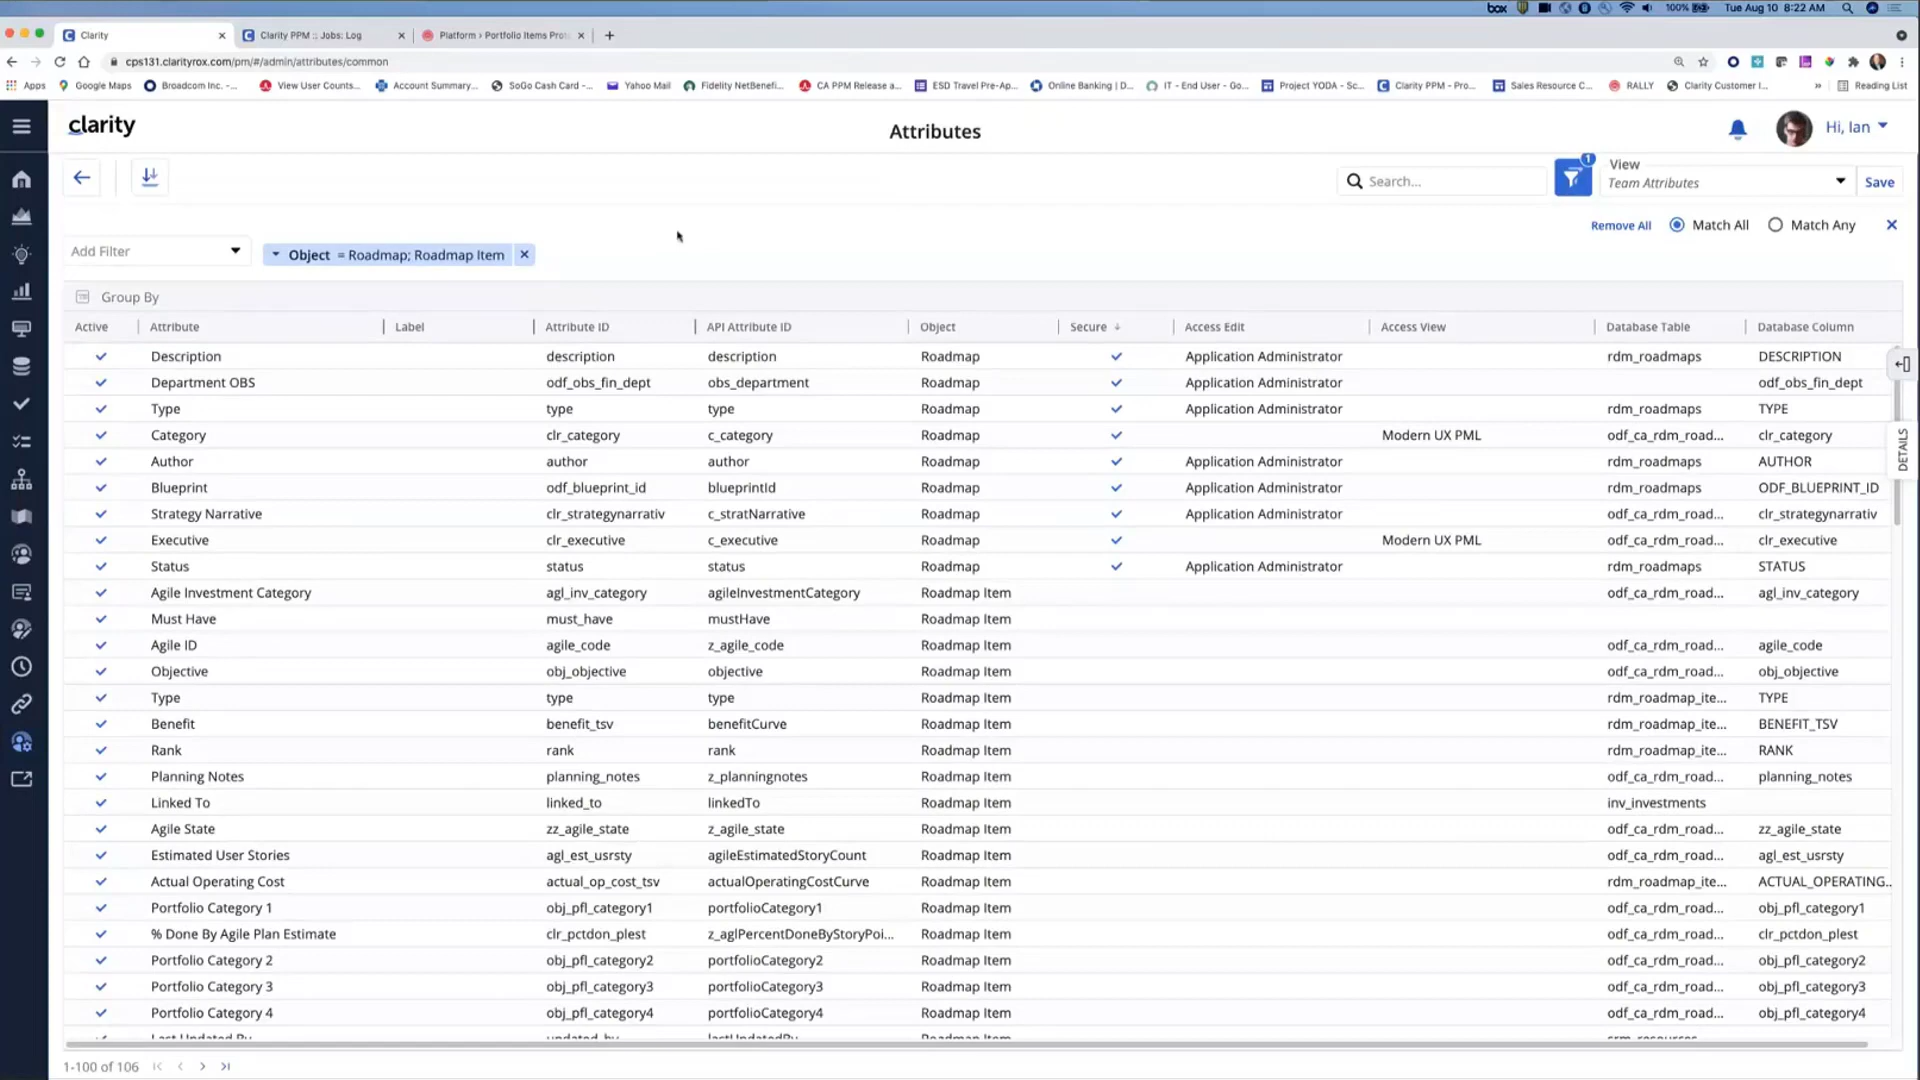 box 100% Tue Aug 10 8:22 AM
Clarity Clarity PPM :: Jobs: Log Platform › Portfolio Items Prot
cps131.clarityrox.com/pm/#/admin/attributes/common
Apps Google Maps Broadcom Inc. -... View User Counts... Account Summary... SoGo Cash Card -... Yahoo Mail Fidelity NetBenefi... CA PPM Release a... ESD Travel Pre-Ap... Online Banking | D... IT - End User - Go... Project YODA - Sc... Clarity PPM - Pro... Sales Resource C... RALLY Clarity Customer I... » Reading List
clarity
Attributes
Hi, Ian
Search...
1
View
Team Attributes
Save
Remove All Match All Match Any
Add Filter
Object = Roadmap; Roadmap Item
Group By
Active Attribute Label Attribute ID API Attribute ID Object Secure Access Edit Access View Database Table Database Column
Description description description Roadmap Application Administrator rdm_roadmaps DESCRIPTION
Department OBS odf_obs_fin_dept obs_department Roadmap Application Administrator odf_obs_fin_dept
Type type type Roadmap Application Administrator rdm_roadmaps TYPE
Category clr_category c_category Roadmap Modern UX PML odf_ca_rdm_road... clr_category
Author author author Roadmap Application Administrator rdm_roadmaps AUTHOR
Blueprint odf_blueprint_id blueprintId Roadmap Application Administrator rdm_roadmaps ODF_BLUEPRINT_ID
Strategy Narrative clr_strategynarrativ c_stratNarrative Roadmap Application Administrator odf_ca_rdm_road... clr_strategynarrativ
Executive clr_executive c_executive Roadmap Modern UX PML odf_ca_rdm_road... clr_executive
Status status status Roadmap Application Administrator rdm_roadmaps STATUS
Agile Investment Category agl_inv_category agileInvestmentCategory Roadmap Item odf_ca_rdm_road... agl_inv_category
Must Have must_have mustHave Roadmap Item
Agile ID agile_code z_agile_code Roadmap Item odf_ca_rdm_road... agile_code
Objective obj_objective objective Roadmap Item odf_ca_rdm_road... obj_objective
Type type type Roadmap Item rdm_roadmap_ite... TYPE
Benefit benefit_tsv benefitCurve Roadmap Item rdm_roadmap_ite... BENEFIT_TSV
Rank rank rank Roadmap Item rdm_roadmap_ite... RANK
Planning Notes planning_notes z_planningnotes Roadmap Item odf_ca_rdm_road... planning_notes
Linked To linked_to linkedTo Roadmap Item inv_investments
Agile State zz_agile_state z_agile_state Roadmap Item odf_ca_rdm_road... zz_agile_state
Estimated User Stories agl_est_usrsty agileEstimatedStoryCount Roadmap Item odf_ca_rdm_road... agl_est_usrsty
Actual Operating Cost actual_op_cost_tsv actualOperatingCostCurve Roadmap Item rdm_roadmap_ite... ACTUAL_OPERATING...
Portfolio Category 1 obj_pfl_category1 portfolioCategory1 Roadmap Item odf_ca_rdm_road... obj_pfl_category1
% Done By Agile Plan Estimate clr_pctdon_plest z_aglPercentDoneByStoryPoi... Roadmap Item odf_ca_rdm_road... clr_pctdon_plest
Portfolio Category 2 obj_pfl_category2 portfolioCategory2 Roadmap Item odf_ca_rdm_road... obj_pfl_category2
Portfolio Category 3 obj_pfl_category3 portfolioCategory3 Roadmap Item odf_ca_rdm_road... obj_pfl_category3
Portfolio Category 4 obj_pfl_category4 portfolioCategory4 Roadmap Item odf_ca_rdm_road... obj_pfl_category4
Last Updated By updated_by lastUpdatedBy Roadmap Item srm_resources
DETAILS
1-100 of 106